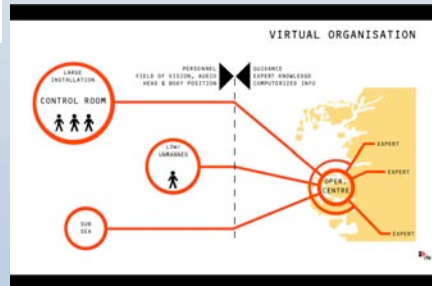 VIRTUAL ORGANISATION
PERSONNEL
FIELD OF VISION, AUDIO
HEAD & BODY POSITION
GUIDANCE
EXPERT KNOWLEDGE
COMPUTERIZED INFO
LARGE
INSTALLATION
CONTROL ROOM
LOW/
UNMANNED
SUB
SEA
OPER.
CENTRE
EXPERT
EXPERT
EXPERT